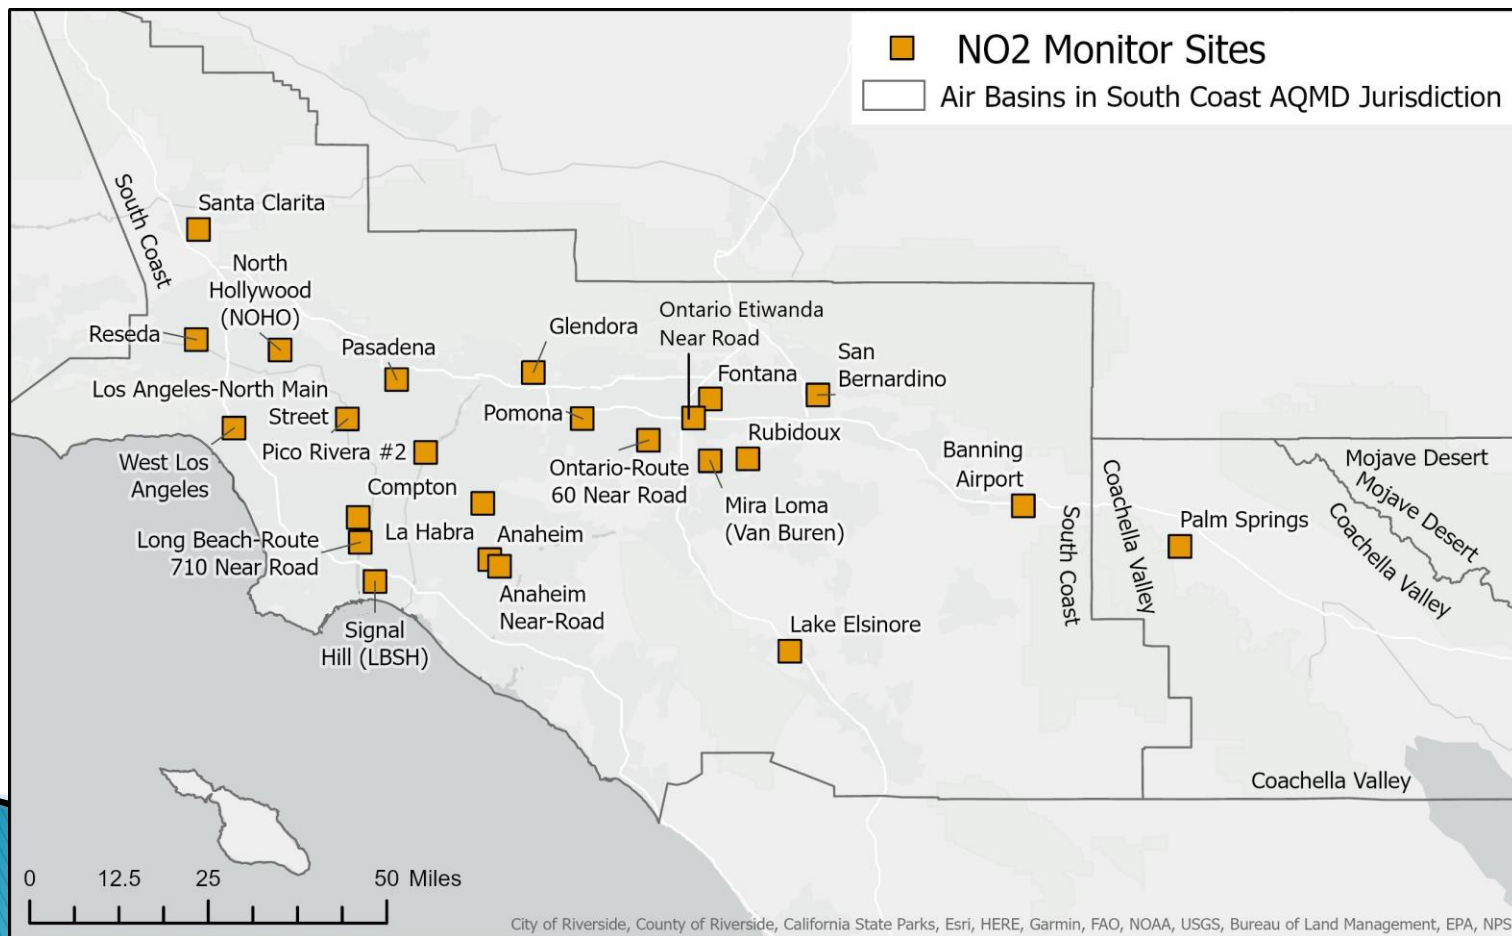 NO2 Monitor Sites
Air Basins in South Coast AQMD Jurisdiction
South Coast
Santa Clarita
North
Hollywood
(NOHO)
Reseda
Pasadena
Glendora
Ontario Etiwanda
Near Road
San
Bernardino
Fontana
Los Angeles-North Main
Street
Pomona
Pico Rivera #2
West Los
Angeles
Ontario-Route
60 Near Road
Rubidoux
Mira Loma
(Van Buren)
Banning
Airport
Compton
La Habra
Anaheim
Long Beach-Route
710 Near Road
Anaheim
Near-Road
Signal
Hill (LBSH)
Lake Elsinore
South Coast
Coachella Valley
Palm Springs
Mojave Desert
Mojave Desert
Coachella Valley
Coachella Valley
0 12.5 25 50 Miles
City of Riverside, County of Riverside, California State Parks, Esri, HERE, Garmin, FAO, NOAA, USGS, Bureau of Land Management, EPA, NPS